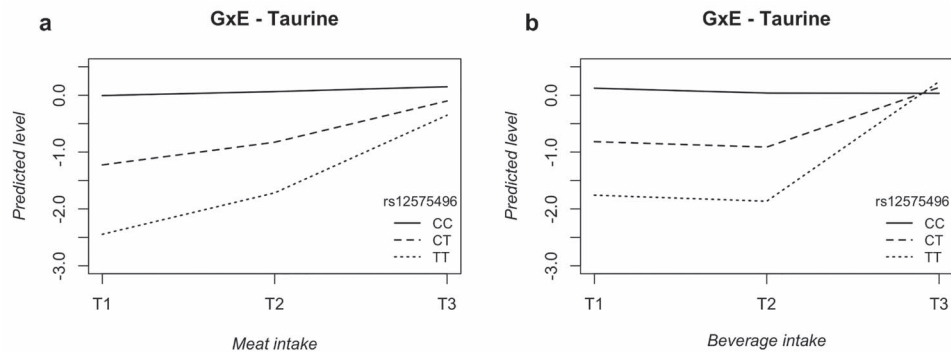 a
GxE - Taurine
Predicted level
0.0
-1.0
-2.0
-3.0
rs12575496
CC
CT
TT
T1 T2 T3
Meat intake
b
GxE - Taurine
Predicted level
0.0
-1.0
-2.0
-3.0
rs12575496
CC
CT
TT
T1 T2 T3
Beverage intake